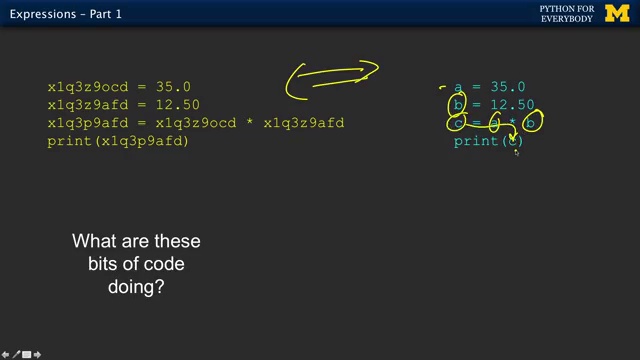 Expressions – Part 1
PYTHON FOR
EVERYBODY
M
x1q3z9ocd = 35.0
x1q3z9afd = 12.50
x1q3p9afd = x1q3z9ocd * x1q3z9afd
print(x1q3p9afd)
a = 35.0
b = 12.50
c = a * b
print(c)
What are these
bits of code
doing?